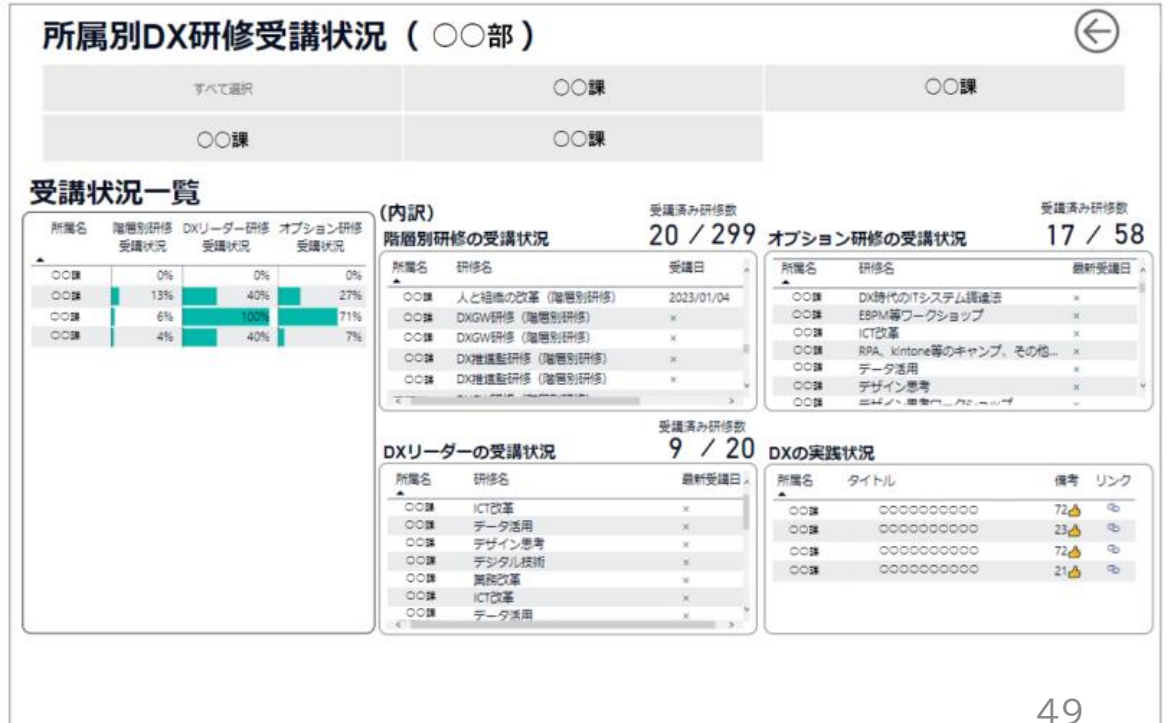 所属別DX研修受講状況（○○部）
すべて選択 ○○課 ○○課
○○課 ○○課
受講状況一覧
所属名 階層別研修受講状況 DXリーダー研修受講状況 オプション研修受講状況
○○課 0% 0% 0%
○○課 13% 40% 27%
○○課 6% 100% 71%
○○課 4% 40% 7%
(内訳)
階層別研修の受講状況
受講済み研修数
20 / 299
所属名 研修名 受講日
○○課 人と組織の改革（階層別研修） 2023/01/04
○○課 DXGW研修（階層別研修） ×
○○課 DXGW研修（階層別研修） ×
○○課 DX推進監研修（階層別研修） ×
○○課 DX推進監研修（階層別研修） ×
オプション研修の受講状況
受講済み研修数
17 / 58
所属名 研修名 最新受講日
○○課 DX時代のITシステム調達法 ×
○○課 EBPM等ワークショップ ×
○○課 ICT改革 ×
○○課 RPA、kintone等のキャンプ、その他... ×
○○課 データ活用 ×
○○課 デザイン思考 ×
○○課 デザイン思考ワークショップ
DXリーダーの受講状況
受講済み研修数
9 / 20
所属名 研修名 最新受講日
○○課 ICT改革 ×
○○課 データ活用 ×
○○課 デザイン思考 ×
○○課 デジタル技術 ×
○○課 業務改革 ×
○○課 ICT改革 ×
○○課 データ活用 ×
DXの実践状況
所属名 タイトル 備考 リンク
○○課 ○○○○○○○○○○ 72👍
○○課 ○○○○○○○○○○ 23👍
○○課 ○○○○○○○○○○ 72👍
○○課 ○○○○○○○○○○ 21👍
49